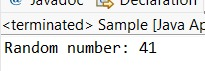 @ Javadoc Declaration
<terminated> Sample [Java Ap
Random number: 41